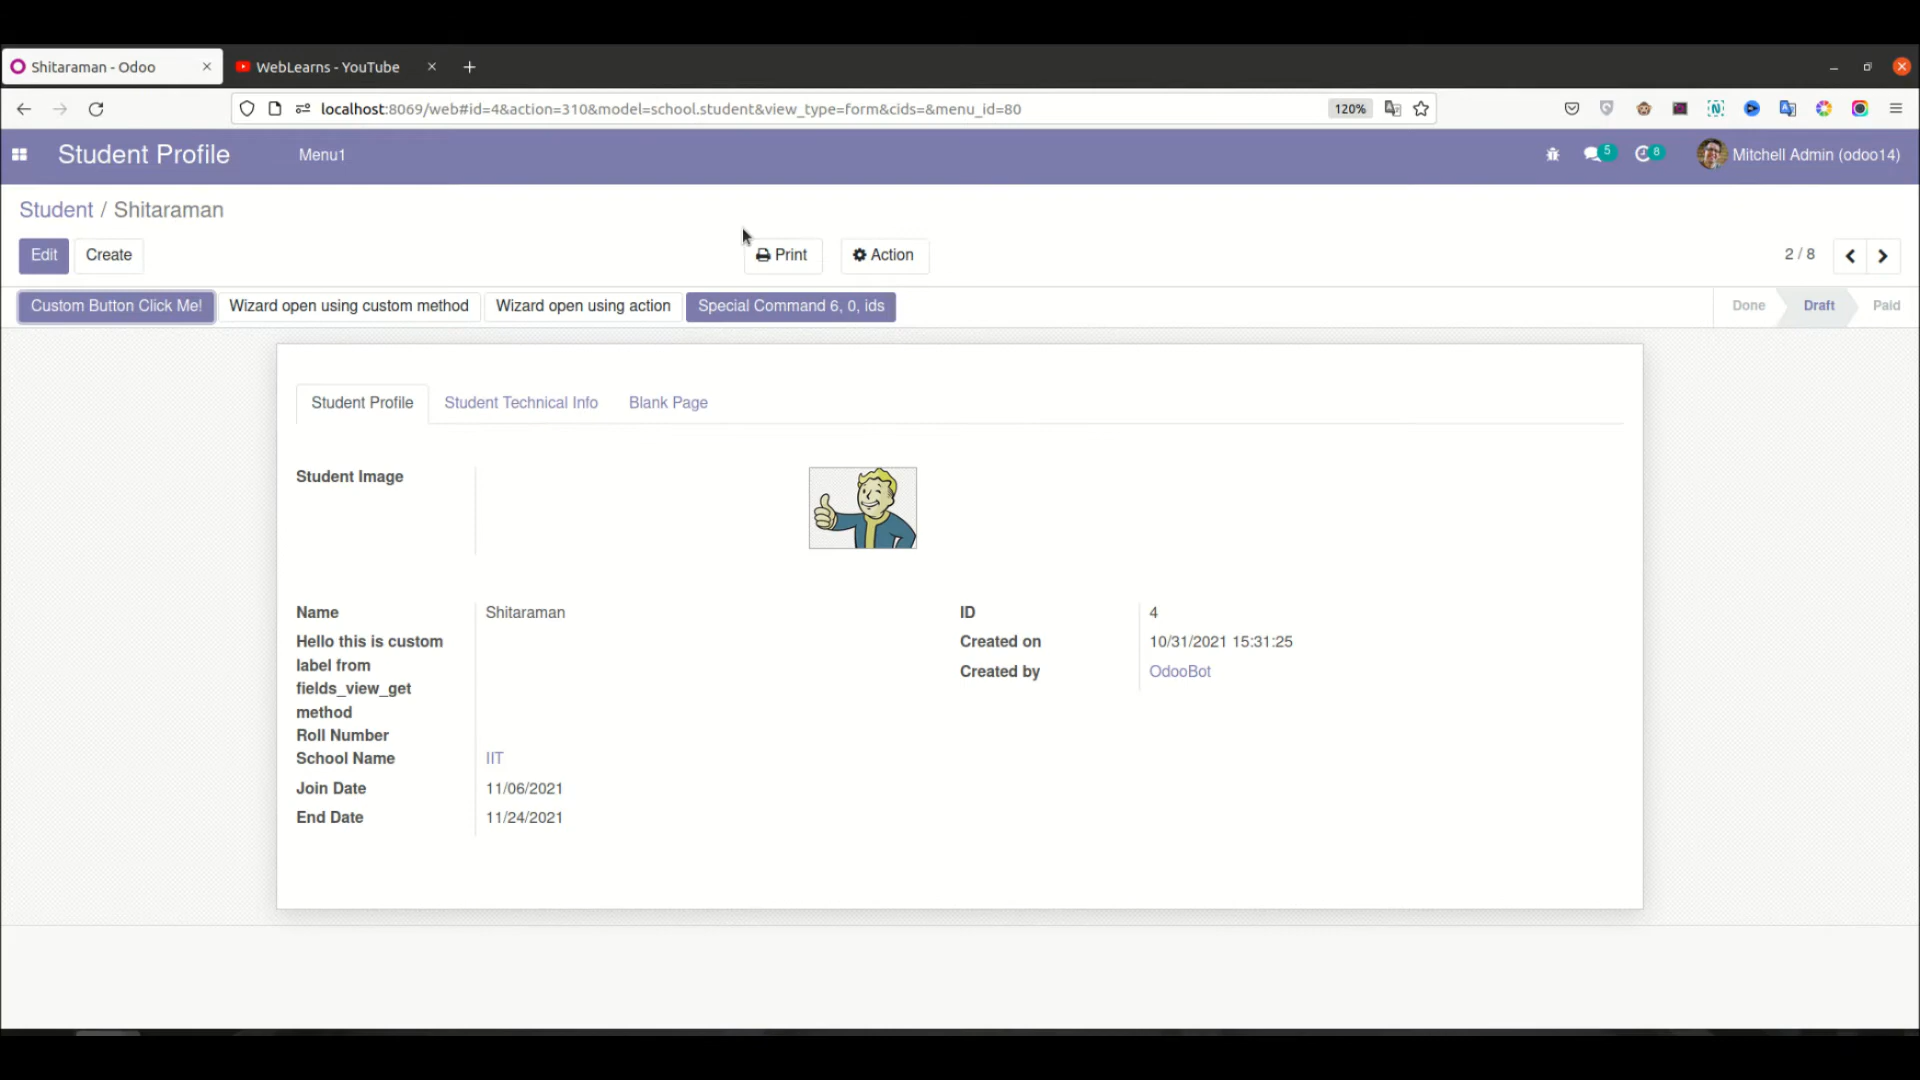 Shitaraman - Odoo
WebLearns - YouTube
localhost:8069/web#id=4&action=310&model=school.student&view_type=form&cids=&menu_id=80
120%
Student Profile
Menu1
5
8
Mitchell Admin (odoo14)
Student / Shitaraman
Edit
Create
Print
Action
2 / 8
Custom Button Click Me!
Wizard open using custom method
Wizard open using action
Special Command 6, 0, ids
Done
Draft
Paid
Student Profile
Student Technical Info
Blank Page
Student Image
Name
Shitaraman
Hello this is custom
label from
fields_view_get
method
Roll Number
School Name
IIT
Join Date
11/06/2021
End Date
11/24/2021
ID
4
Created on
10/31/2021 15:31:25
Created by
OdooBot